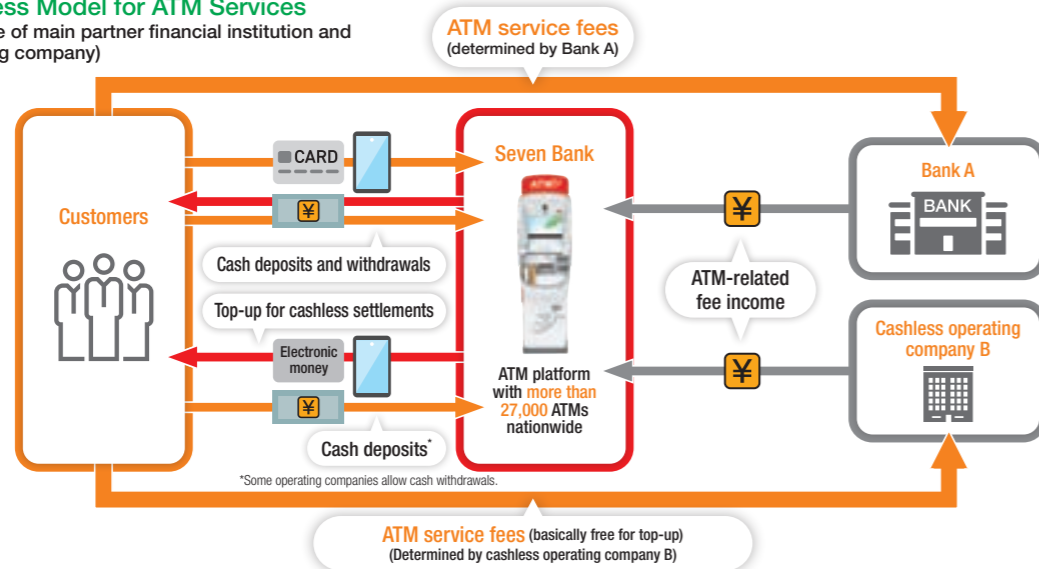 ess Model for ATM Services
e of main partner financial institution and
g company)
ATM service fees
(determined by Bank A)
CARD
¥
Customers
Cash deposits and withdrawals
Top-up for cashless settlements
Electronic
money
¥
Cash deposits*
*Some operating companies allow cash withdrawals.
Seven Bank
ATM
ATM platform
with more than
27,000 ATMs
nationwide
¥
ATM-related
fee income
¥
Bank A
BANK
Cashless operating
company B
ATM service fees (basically free for top-up)
(Determined by cashless operating company B)